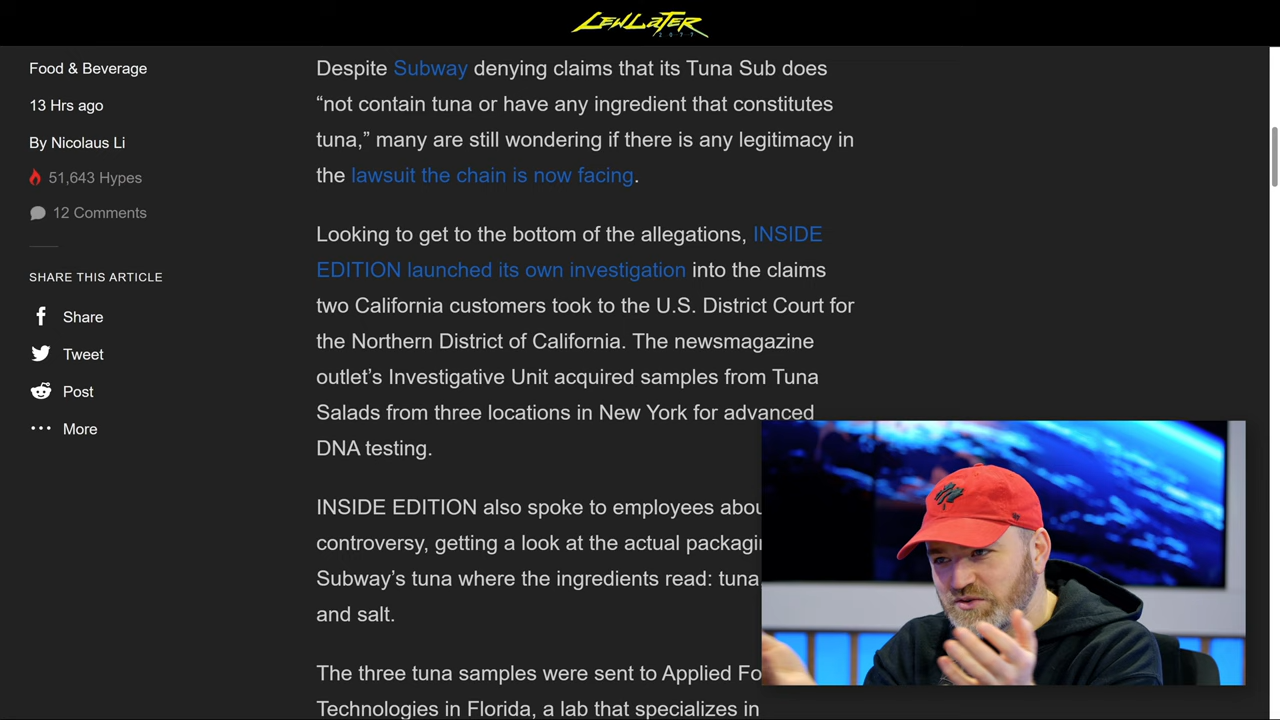 LEWLATER
2077
Food & Beverage
13 Hrs ago
By Nicolaus Li
51,643 Hypes
12 Comments
SHARE THIS ARTICLE
Share
Tweet
Post
More
Despite Subway denying claims that its Tuna Sub does
“not contain tuna or have any ingredient that constitutes
tuna,” many are still wondering if there is any legitimacy in
the lawsuit the chain is now facing.
Looking to get to the bottom of the allegations, INSIDE
EDITION launched its own investigation into the claims
two California customers took to the U.S. District Court for
the Northern District of California. The newsmagazine
outlet’s Investigative Unit acquired samples from Tuna
Salads from three locations in New York for advanced
DNA testing.
INSIDE EDITION also spoke to employees
controversy, getting a look at the actual
Subway’s tuna where the ingredients read: tuna
and salt.
The three tuna samples were sent to Applied
Technologies in Florida, a lab that specializes in